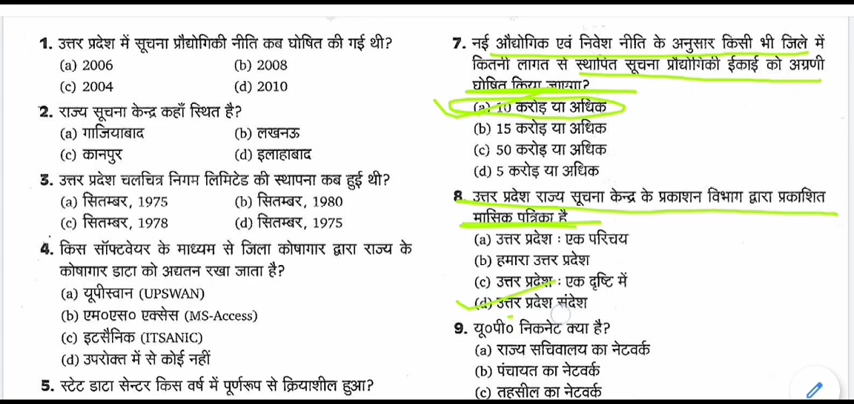 1. उत्तर प्रदेश में सूचना प्रौद्योगिकी नीति कब घोषित की गई थी?
(a) 2006 (b) 2008
(c) 2004 (d) 2010
2. राज्य सूचना केन्द्र कहाँ स्थित है?
(a) गाजियाबाद (b) लखनऊ
(c) कानपुर (d) इलाहाबाद
3. उत्तर प्रदेश चलचित्र निगम लिमिटेड की स्थापना कब हुई थी?
(a) सितम्बर, 1975 (b) सितम्बर, 1980
(c) सितम्बर, 1978 (d) सितम्बर, 1975
4. किस सॉफ्टवेयर के माध्यम से जिला कोषागार द्वारा राज्य के
कोषागार डाटा को अद्यतन रखा जाता है?
(a) यूपीस्वान (UPSWAN)
(b) एम०एस० एक्सेस (MS-Access)
(c) इटसैनिक (ITSANIC)
(d) उपरोक्त में से कोई नहीं
5. स्टेट डाटा सेन्टर किस वर्ष में पूर्णरूप से क्रियाशील हुआ?
7. नई औद्योगिक एवं निवेश नीति के अनुसार किसी भी जिले में
कितनी लागत से स्थापित सूचना प्रौद्योगिकी ईकाई को अग्रणी
घोषित किया जाएगा?
(a) 10 करोड़ या अधिक
(b) 15 करोड़ या अधिक
(c) 50 करोड़ या अधिक
(d) 5 करोड़ या अधिक
8. उत्तर प्रदेश राज्य सूचना केन्द्र के प्रकाशन विभाग द्वारा प्रकाशित
मासिक पत्रिका है
(a) उत्तर प्रदेश : एक परिचय
(b) हमारा उत्तर प्रदेश
(c) उत्तर प्रदेश : एक दृष्टि में
(d) उत्तर प्रदेश संदेश
9. यू०पी० निकनेट क्या है?
(a) राज्य सचिवालय का नेटवर्क
(b) पंचायत का नेटवर्क
(c) तहसील का नेटवर्क